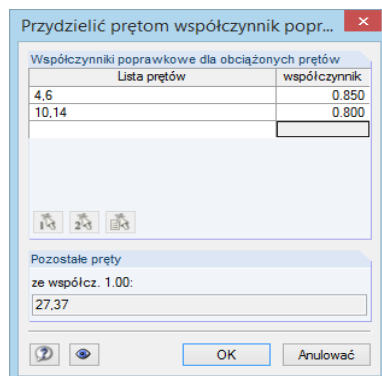 Przydzielić prętom współczynnik popr...
Współczynniki poprawkowe dla obciążonych prętów
Lista prętów współczynnik
4,6 0.850
10,14 0.800
Pozostałe pręty
ze współcz. 1.00:
27,37
OK Anulować